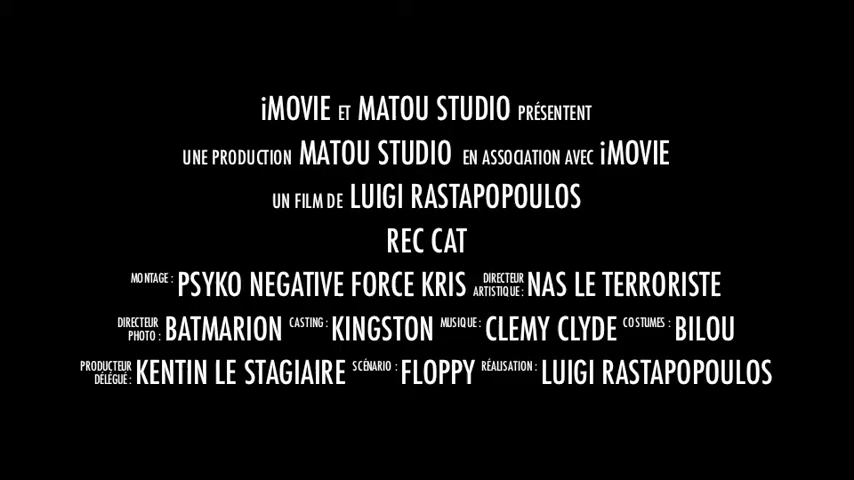 iMOVIE ET MATOU STUDIO PRÉSENTENT
UNE PRODUCTION MATOU STUDIO EN ASSOCIATION AVEC iMOVIE
UN FILM DE LUIGI RASTAPOPOULOS
REC CAT
MONTAGE : PSYKO NEGATIVE FORCE KRIS DIRECTEUR ARTISTIQUE : NAS LE TERRORISTE
DIRECTEUR PHOTO : BATMARION CASTING : KINGSTON MUSIQUE : CLEMY CLYDE COSTUMES : BILOU
PRODUCTEUR DÉLÉGUÉ : KENTIN LE STAGIAIRE SCÉNARIO : FLOPPY RÉALISATION : LUIGI RASTAPOPOULOS